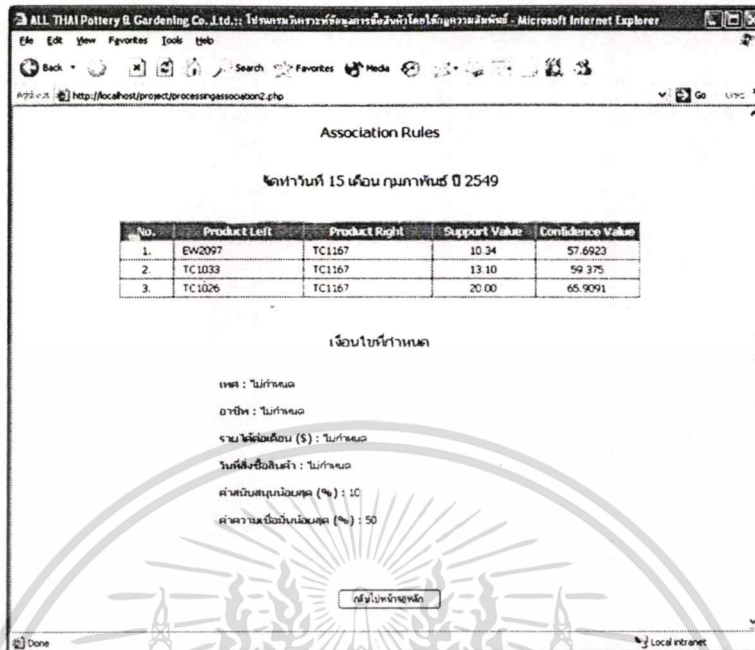 ALL THAI Pottery & Gardening Co.,Ltd.:: โปรแกรมวิเคราะห์ข้อมูลการซื้อสินค้าโดยใช้กฎความสัมพันธ์ - Microsoft Internet Explorer
File Edit View Favorites Tools Help
Back Search Favorites Media
Address http://localhost/project/processingassociation2.php Go
Association Rules
จัดทำวันที่ 15 เดือน กุมภาพันธ์ ปี 2549
No. Product Left Product Right Support Value Confidence Value
1. EW2097 TC1167 10.34 57.6923
2. TC1033 TC1167 13.10 59.375
3. TC1026 TC1167 20.00 65.9091
เงื่อนไขที่กำหนด
เพศ : ไม่กำหนด
อาชีพ : ไม่กำหนด
รายได้ต่อเดือน ($) : ไม่กำหนด
วันที่สั่งซื้อสินค้า : ไม่กำหนด
ค่าสนับสนุนน้อยสุด (%) : 10
ค่าความเชื่อมั่นน้อยสุด (%) : 50
กลับไปหน้าจอหลัก
Done Local intranet